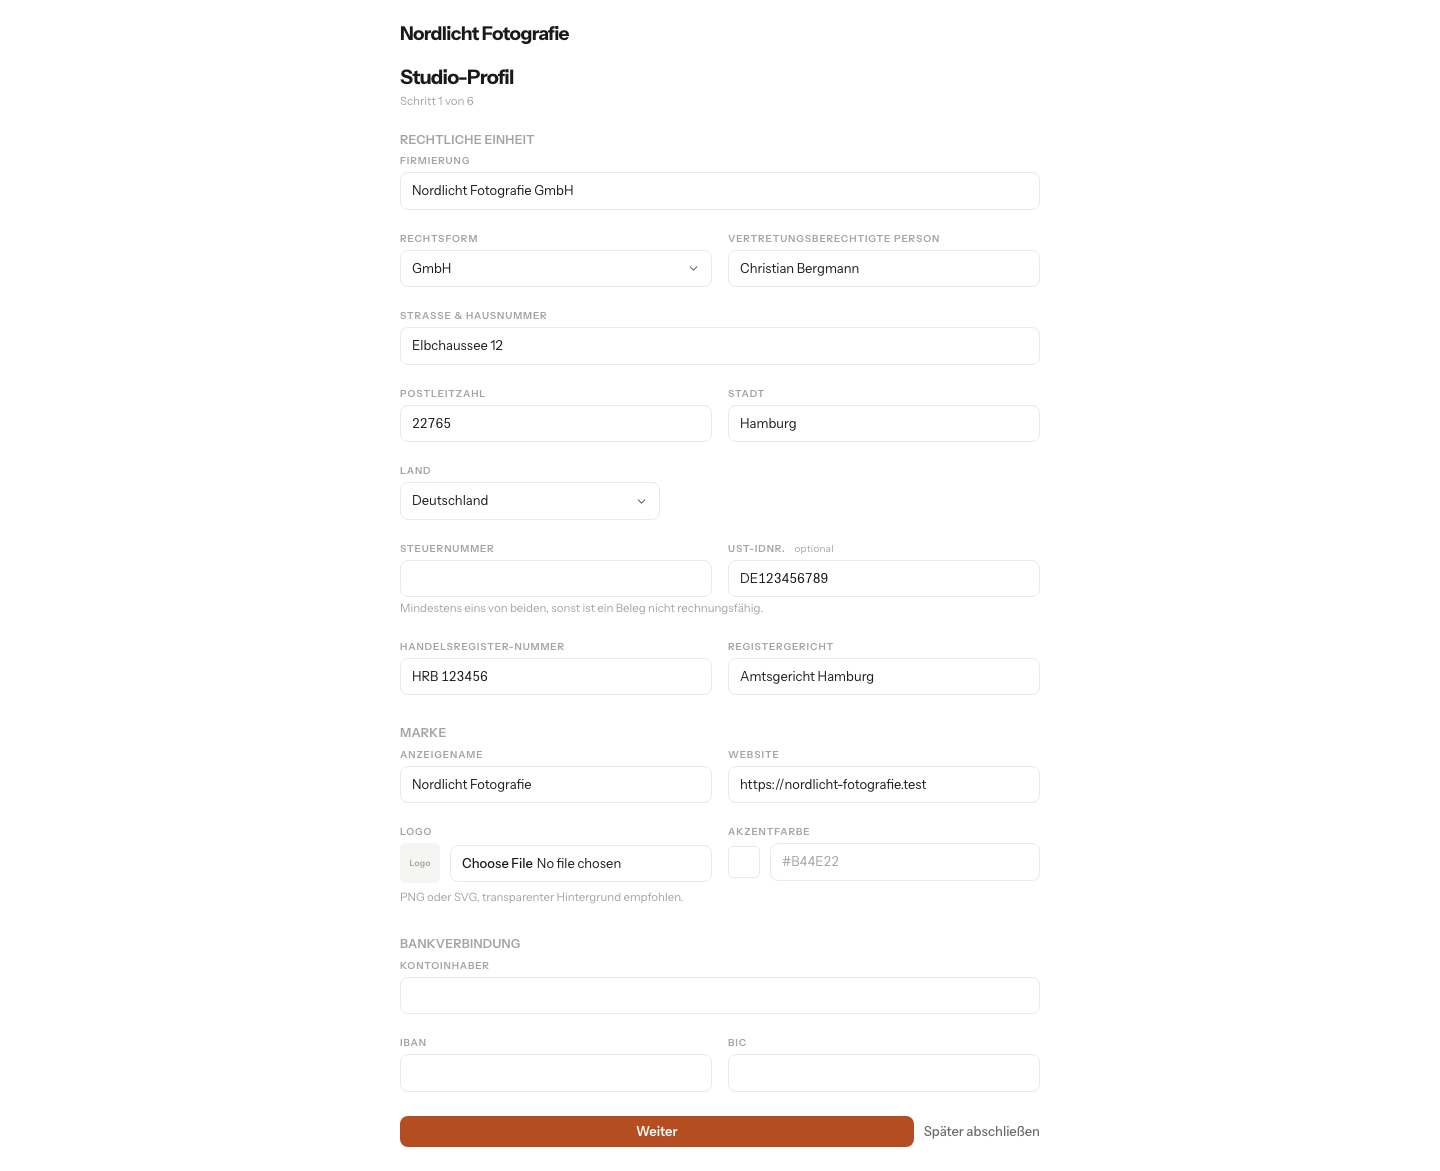 Nordlicht Fotografie
Studio-Profil
Schritt 1 von 6
RECHTLICHE EINHEIT
FIRMIERUNG
Nordlicht Fotografie GmbH
RECHTSFORM
VERTRETUNGSBERECHTIGTE PERSON
GmbH
Christian Bergmann
STRASSE & HAUSNUMMER
Elbchaussee 12
POSTLEITZAHL
STADT
22765
Hamburg
LAND
Deutschland
STEUERNUMMER
UST-IDNR. optional
DE123456789
Mindestens eins von beiden, sonst ist ein Beleg nicht rechnungsfähig.
HANDELSREGISTER-NUMMER
REGISTERGERICHT
HRB 123456
Amtsgericht Hamburg
MARKE
ANZEIGENAME
WEBSITE
Nordlicht Fotografie
https://nordlicht-fotografie.test
LOGO
AKZENTFARBE
Logo
Choose File No file chosen
#B44E22
PNG oder SVG, transparenter Hintergrund empfohlen.
BANKVERBINDUNG
KONTOINHABER
IBAN
BIC
Weiter
Später abschließen